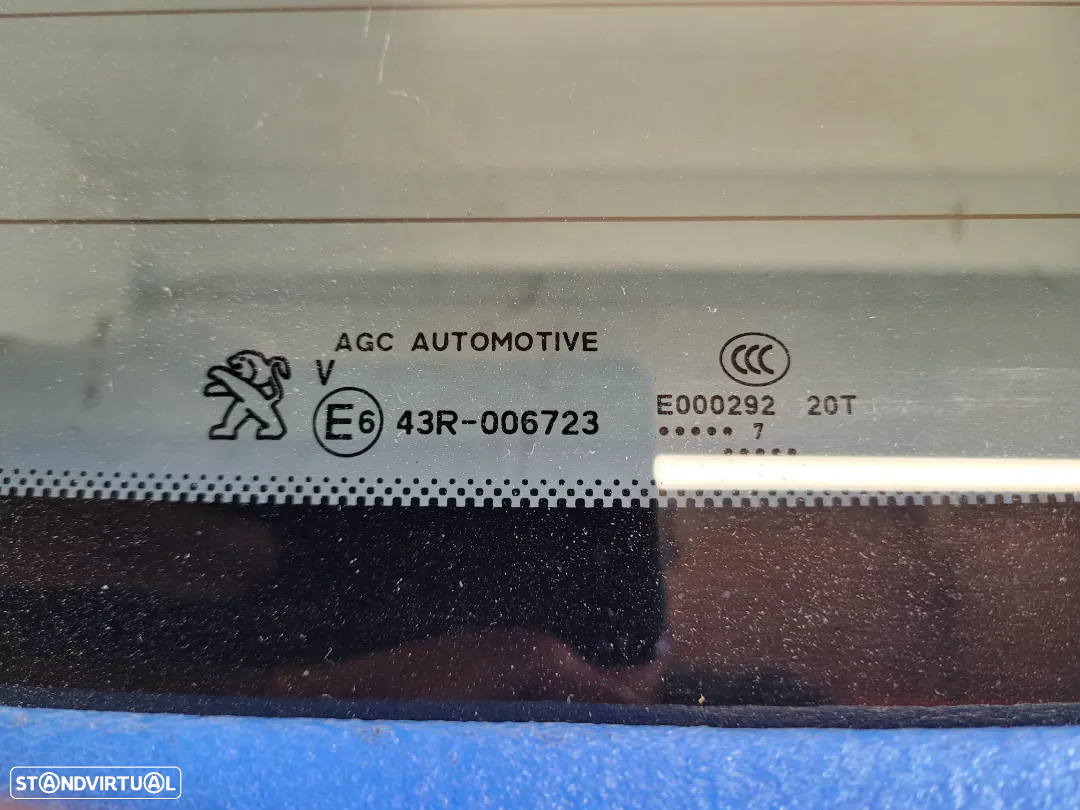 AGC AUTOMOTIVE
V
E6 43R-006723
CCC
E000292 20T
••••• 7
•••••
STANDVIRTUAL